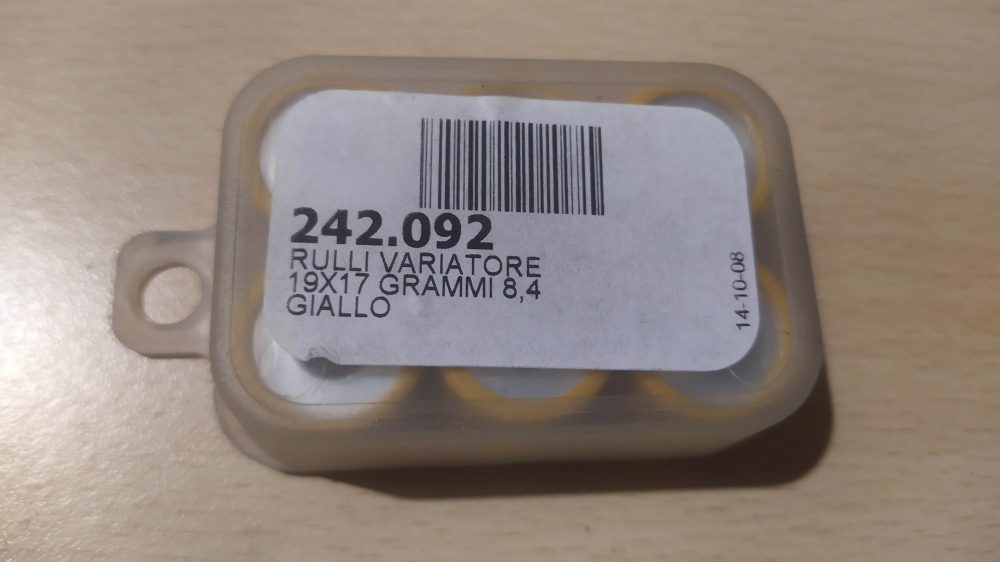 242.092
RULLI VARIATORE
19X17 GRAMMI 8,4
GIALLO
14-10-08